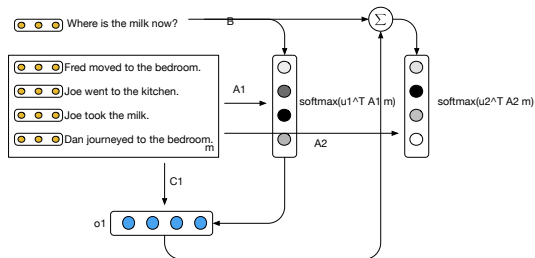 Where is the milk now?
B
Σ
Fred moved to the bedroom.
Joe went to the kitchen.
A1
softmax(u1^T A1 m)
softmax(u2^T A2 m)
Joe took the milk.
Dan journeyed to the bedroom.
m
A2
C1
o1